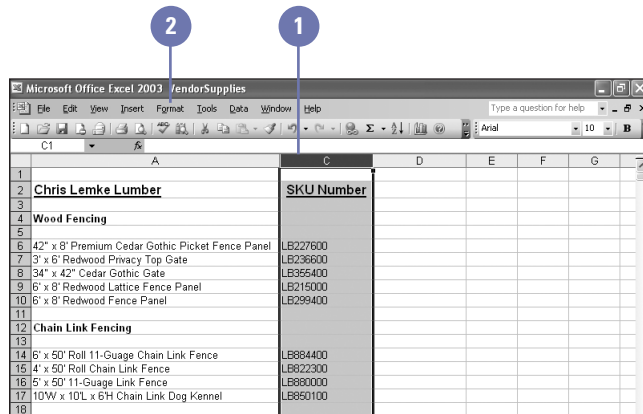 2 1
Microsoft Office Excel 2003 VendorSupplies
File Edit View Insert Format Tools Data Window Help Type a question for help
Σ Arial 10 B
C1 fx
A C D E F G
1
2 Chris Lemke Lumber SKU Number
3
4 Wood Fencing
5
6 42" x 8' Premium Cedar Gothic Picket Fence Panel LB227600
7 3' x 6' Redwood Privacy Top Gate LB236600
8 34" x 42" Cedar Gothic Gate LB355400
9 6' x 8' Redwood Lattice Fence Panel LB215000
10 6' x 8' Redwood Fence Panel LB299400
11
12 Chain Link Fencing
13
14 6' x 50' Roll 11-Guage Chain Link Fence LB884400
15 4' x 50' Roll Chain Link Fence LB822300
16 5' x 50' 11-Guage Link Fence LB880000
17 10'W x 10'L x 6'H Chain Link Dog Kennel LB850100
18